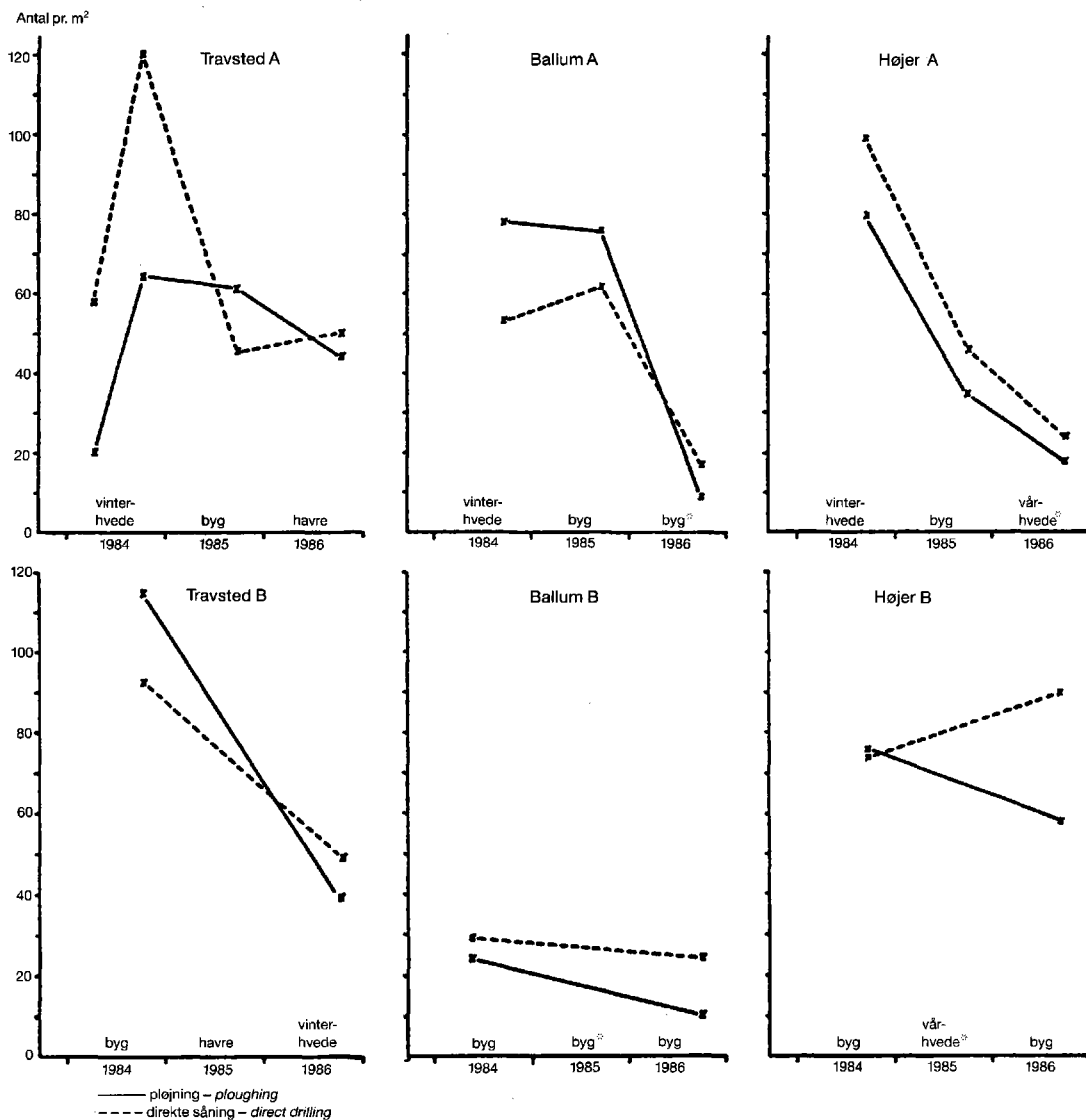 Antal pr. m²
Travsted A
Ballum A
Højer A
120
100
80
60
40
20
0
vinter-
hvede
byg
havre
vinter-
hvede
byg
byg*
vinter-
hvede
byg
vår-
hvede*
1984
1985
1986
1984
1985
1986
1984
1985
1986
Travsted B
Ballum B
Højer B
120
100
80
60
40
20
0
byg
havre
vinter-
hvede
byg
byg*
byg
byg
vår-
hvede*
byg
1984
1985
1986
1984
1985
1986
1984
1985
1986
pløjning – ploughing
direkte såning – direct drilling